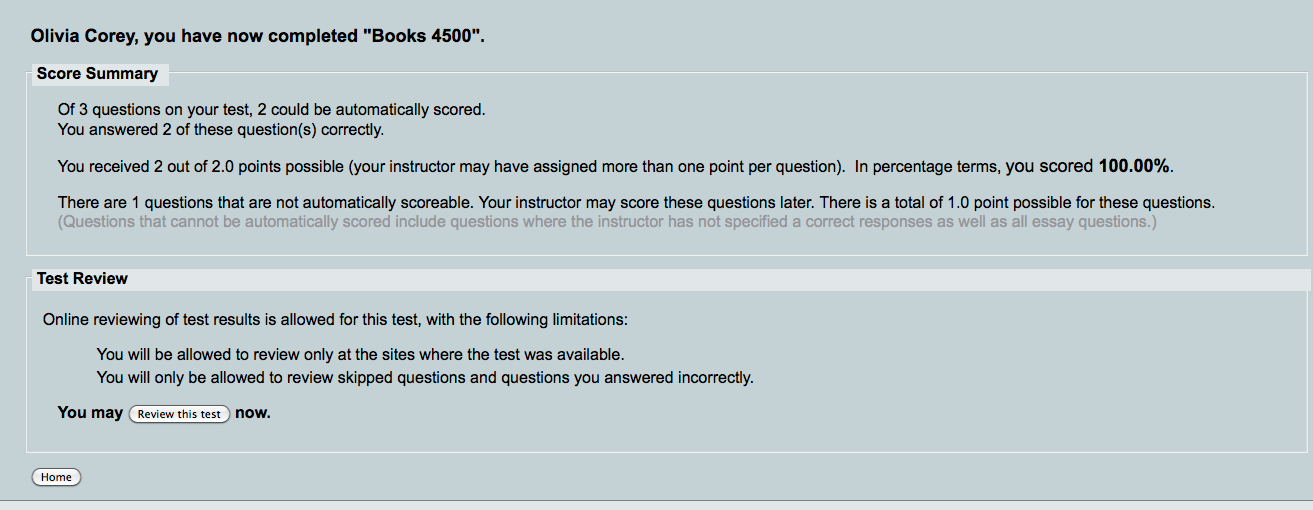 Olivia Corey, you have now completed "Books 4500".
Score Summary
Of 3 questions on your test, 2 could be automatically scored.
You answered 2 of these question(s) correctly.
You received 2 out of 2.0 points possible (your instructor may have assigned more than one point per question).  In percentage terms, you scored 100.00%.
There are 1 questions that are not automatically scoreable. Your instructor may score these questions later. There is a total of 1.0 point possible for these questions.
(Questions that cannot be automatically scored include questions where the instructor has not specified a correct responses as well as all essay questions.)
Test Review
Online reviewing of test results is allowed for this test, with the following limitations:
You will be allowed to review only at the sites where the test was available.
You will only be allowed to review skipped questions and questions you answered incorrectly.
You may Review this test now.
Home